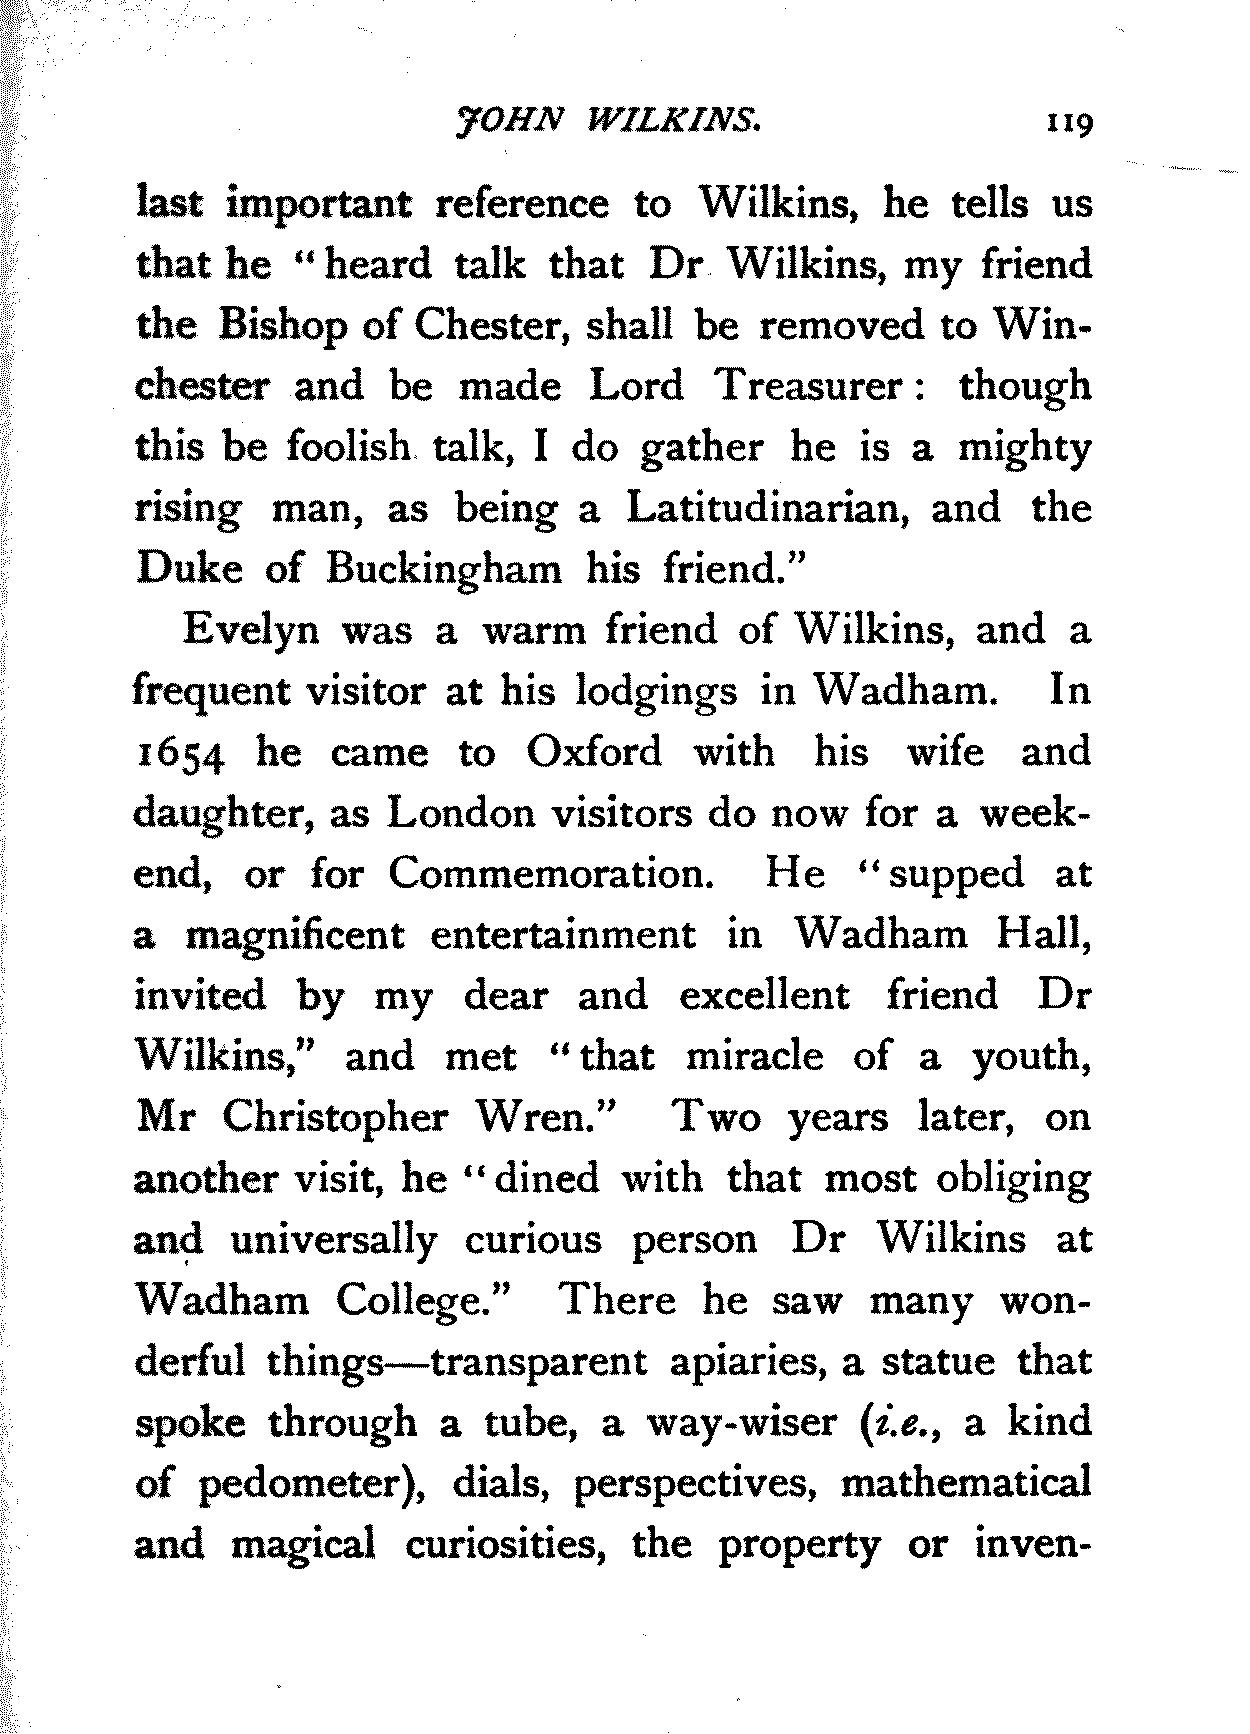 JOHN WILKINS. 119
last important reference to Wilkins, he tells us
that he "heard talk that Dr Wilkins, my friend
the Bishop of Chester, shall be removed to Win-
chester and be made Lord Treasurer: though
this be foolish talk, I do gather he is a mighty
rising man, as being a Latitudinarian, and the
Duke of Buckingham his friend."
Evelyn was a warm friend of Wilkins, and a
frequent visitor at his lodgings in Wadham. In
1654 he came to Oxford with his wife and
daughter, as London visitors do now for a week-
end, or for Commemoration. He "supped at
a magnificent entertainment in Wadham Hall,
invited by my dear and excellent friend Dr
Wilkins," and met "that miracle of a youth,
Mr Christopher Wren." Two years later, on
another visit, he "dined with that most obliging
and universally curious person Dr Wilkins at
Wadham College." There he saw many won-
derful things—transparent apiaries, a statue that
spoke through a tube, a way-wiser (i.e., a kind
of pedometer), dials, perspectives, mathematical
and magical curiosities, the property or inven-